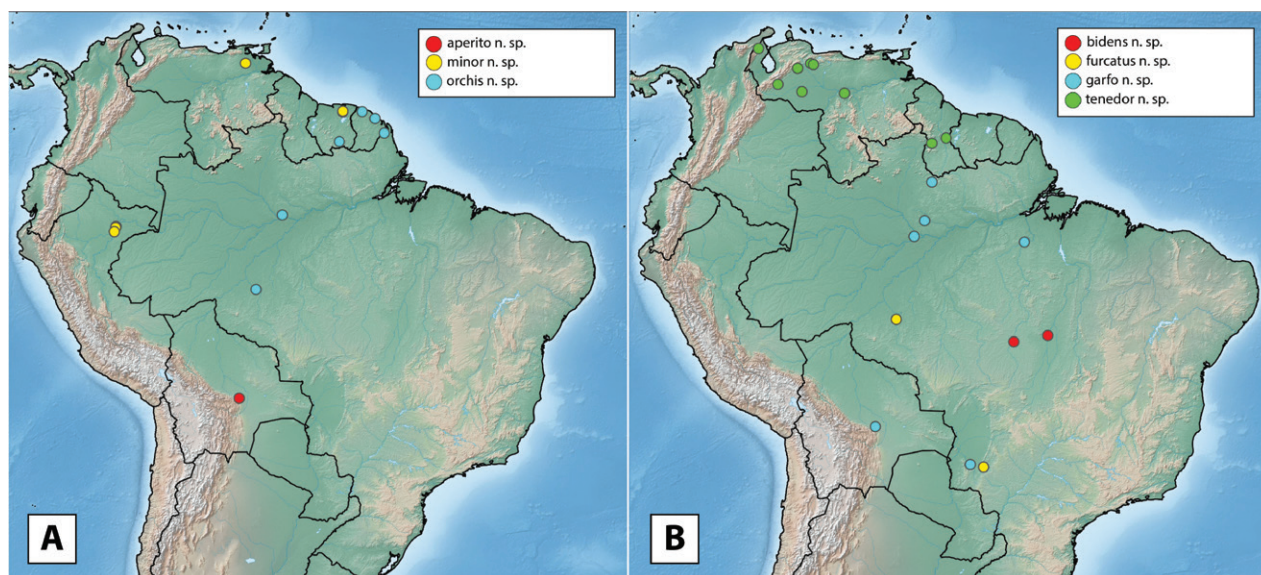 aperito n. sp.
minor n. sp.
orchis n. sp.
A
bidens n. sp.
furcatus n. sp.
garfo n. sp.
tenedor n. sp.
B